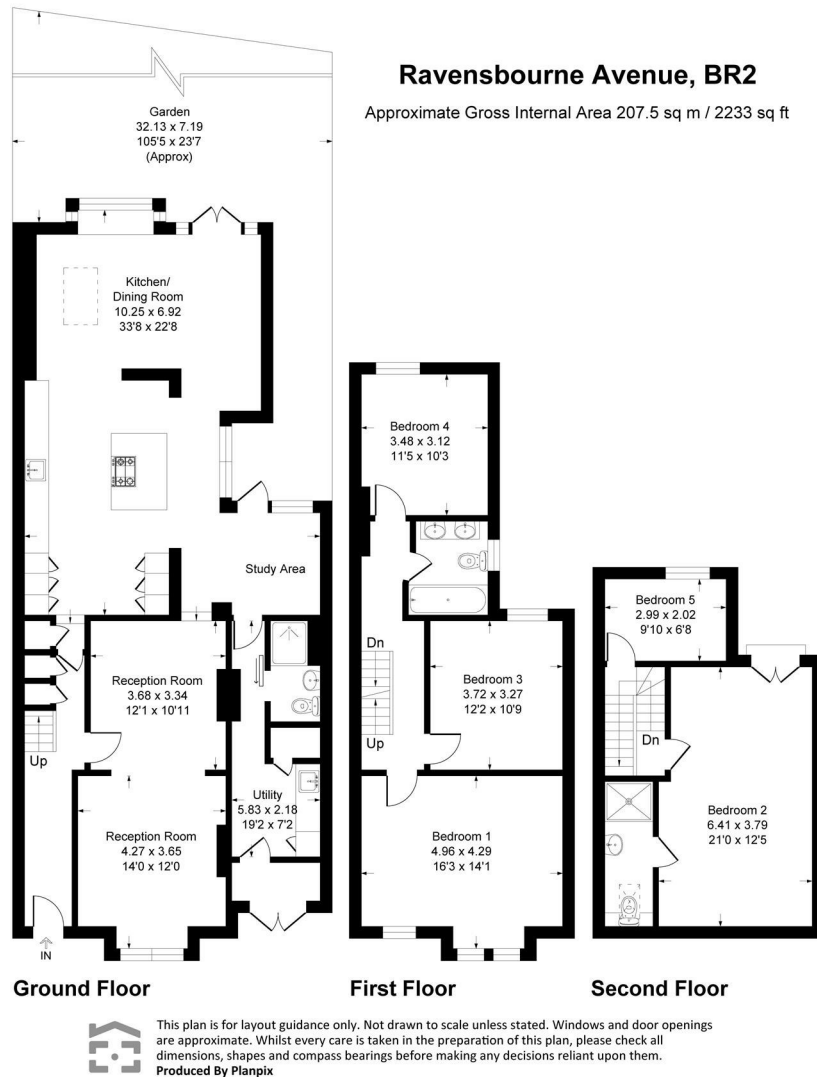 Ravensbourne Avenue, BR2
Approximate Gross Internal Area 207.5 sq m / 2233 sq ft
Garden
32.13 x 7.19
105'5 x 23'7
(Approx)
Kitchen/
Dining Room
10.25 x 6.92
33'8 x 22'8
Study Area
Reception Room
3.68 x 3.34
12'1 x 10'11
Up
Utility
5.83 x 2.18
19'2 x 7'2
Reception Room
4.27 x 3.65
14'0 x 12'0
IN
Ground Floor
Bedroom 4
3.48 x 3.12
11'5 x 10'3
Dn
Bedroom 3
3.72 x 3.27
12'2 x 10'9
Up
Bedroom 1
4.96 x 4.29
16'3 x 14'1
First Floor
Bedroom 5
2.99 x 2.02
9'10 x 6'8
Dn
Bedroom 2
6.41 x 3.79
21'0 x 12'5
Second Floor
This plan is for layout guidance only. Not drawn to scale unless stated. Windows and door openings
are approximate. Whilst every care is taken in the preparation of this plan, please check all
dimensions, shapes and compass bearings before making any decisions reliant upon them.
Produced By Planpix